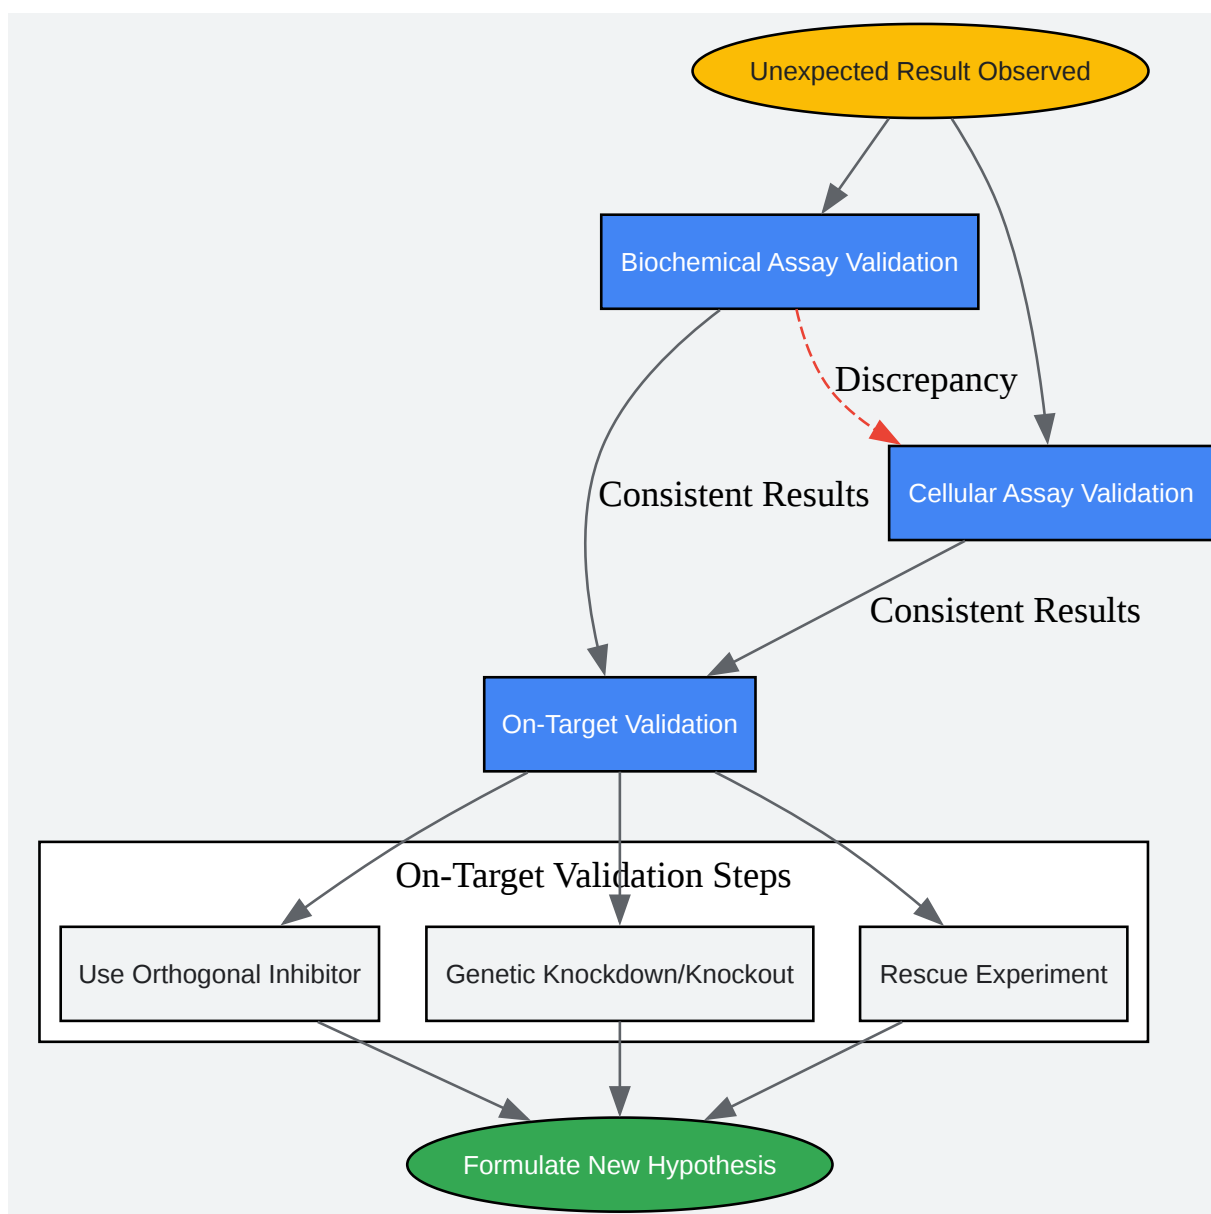 Unexpected Result Observed
Biochemical Assay Validation
Discrepancy
Consistent Results
Cellular Assay Validation
Consistent Results
On-Target Validation
On-Target Validation Steps
Use Orthogonal Inhibitor
Genetic Knockdown/Knockout
Rescue Experiment
Formulate New Hypothesis